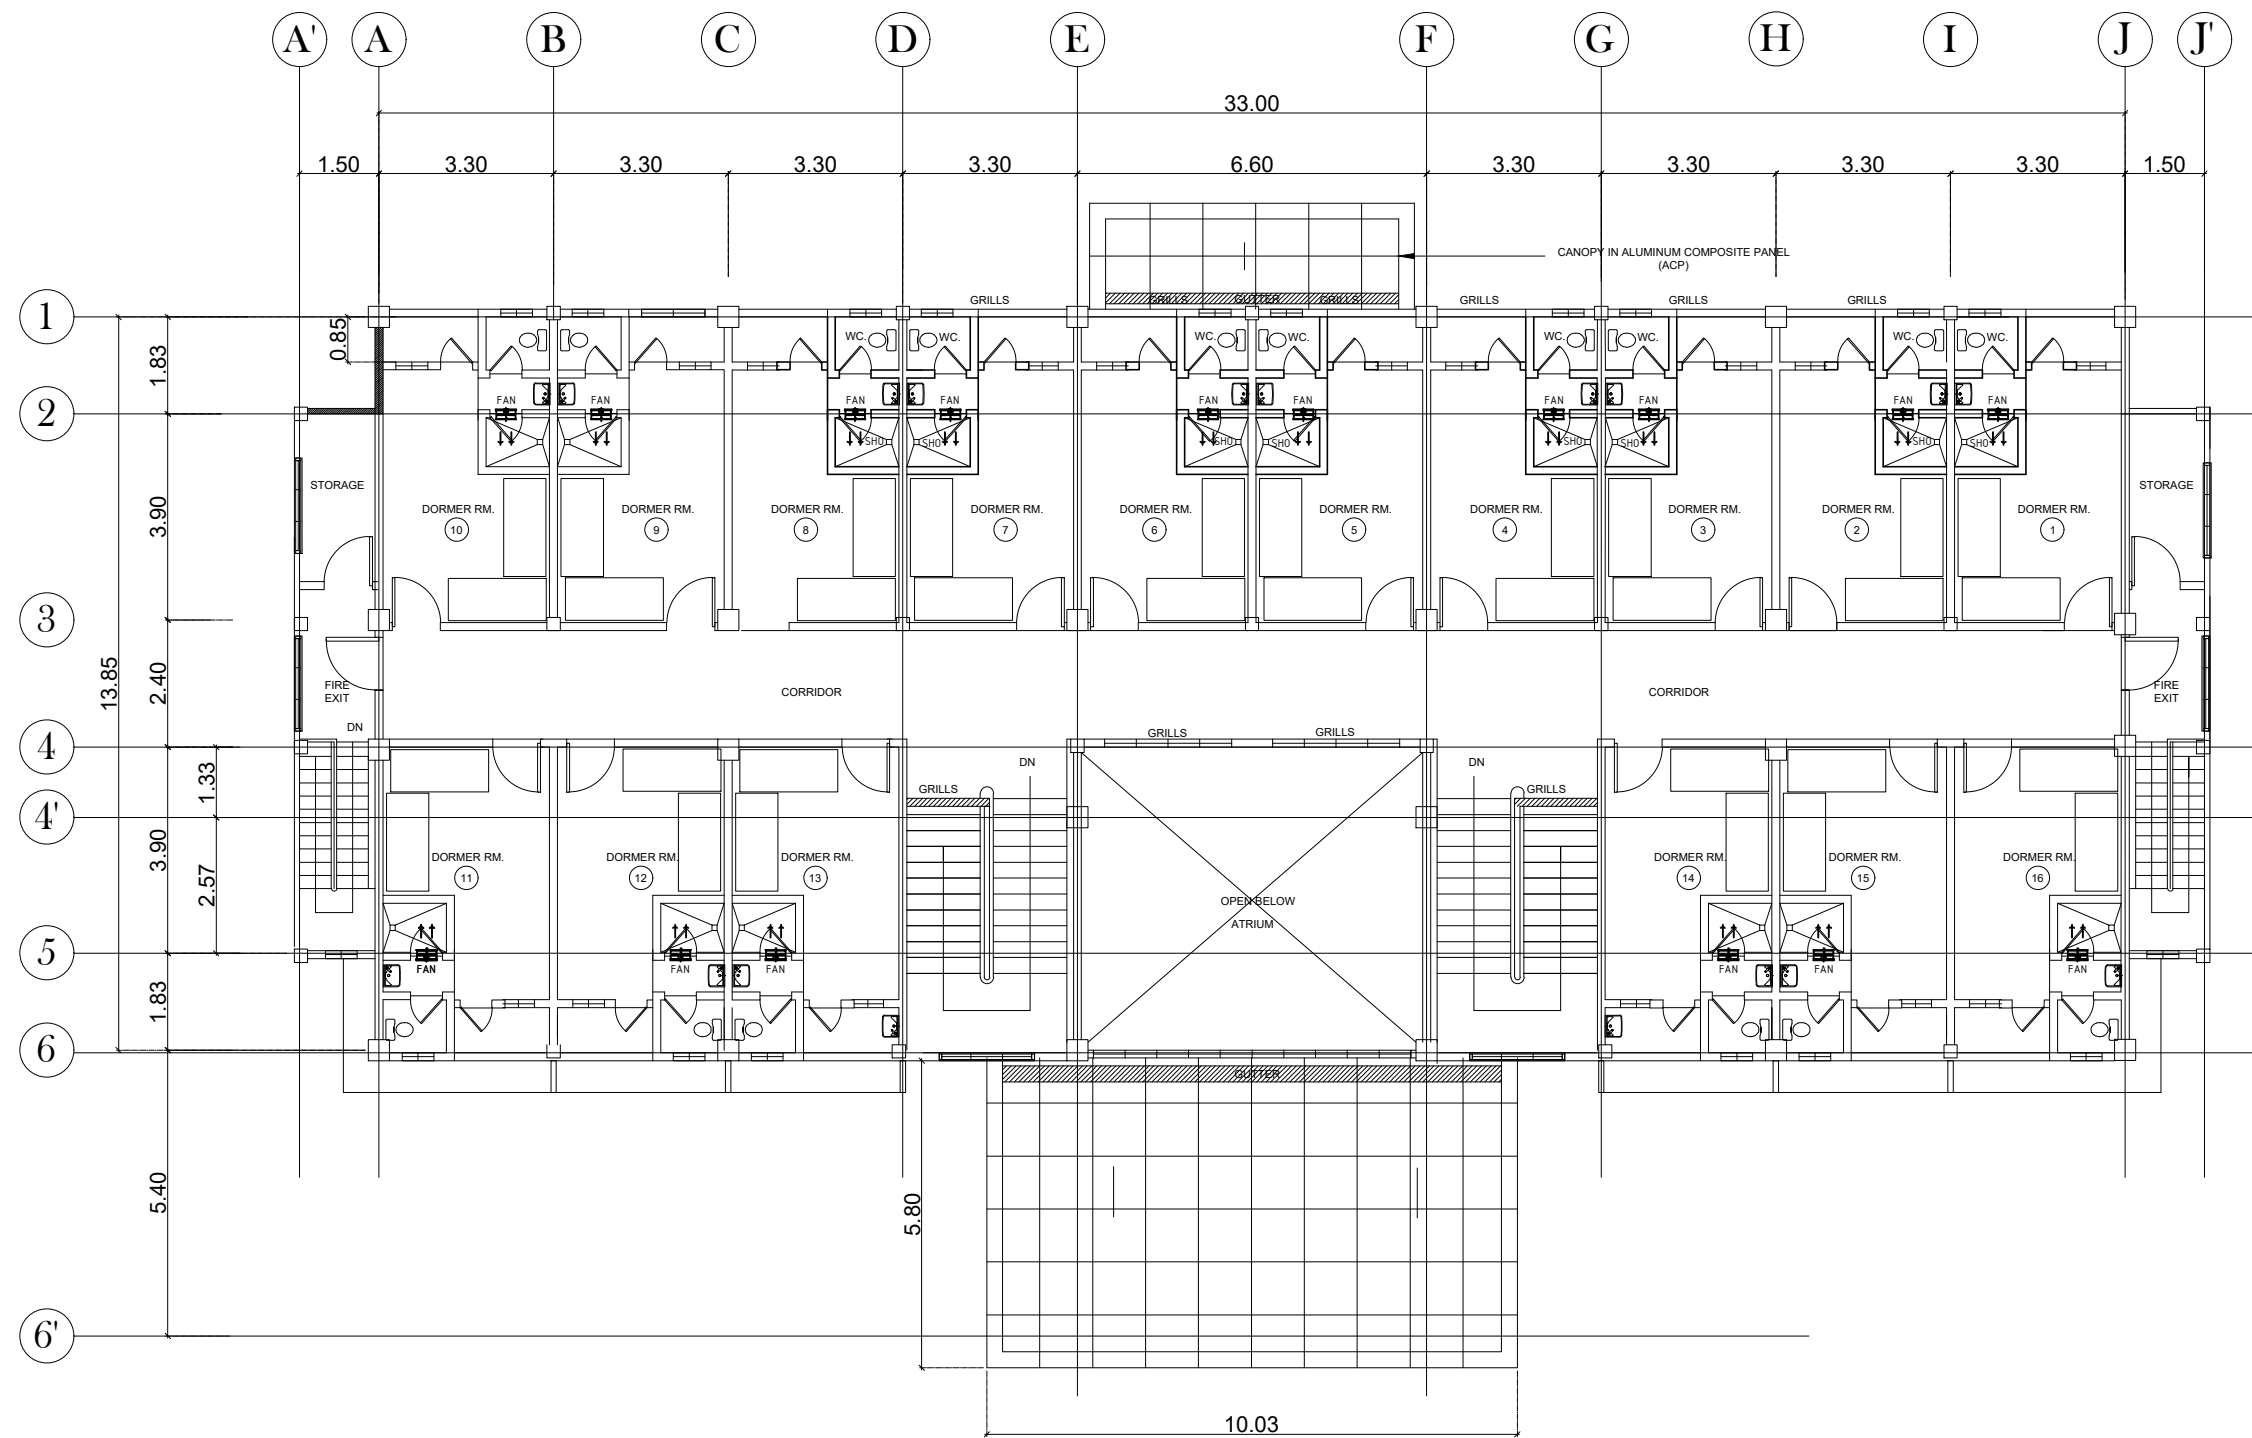 A' A B C D E F G H I J J'
33.00
1.50 3.30 3.30 3.30 3.30 6.60 3.30 3.30 3.30 3.30 1.50
CANOPY IN ALUMINUM COMPOSITE PANEL
(ACP)
GRILLS GRILLS GUTTER GRILLS GRILLS GRILLS GRILLS
1
0.85
1.83
WC. WC. WC. WC. WC. WC. WC. WC.
FAN FAN FAN FAN FAN FAN FAN FAN FAN FAN
2
SHO SHO SHO SHO SHO SHO SHO SHO
STORAGE STORAGE
3.90
DORMER RM. DORMER RM. DORMER RM. DORMER RM. DORMER RM. DORMER RM. DORMER RM. DORMER RM. DORMER RM. DORMER RM.
10 9 8 7 6 5 4 3 2 1
3
13.85
2.40
FIRE
EXIT
CORRIDOR CORRIDOR
FIRE
EXIT
DN
GRILLS GRILLS
4
DN DN
1.33
GRILLS GRILLS
4'
3.90
2.57
DORMER RM. DORMER RM. DORMER RM. DORMER RM. DORMER RM. DORMER RM.
11 12 13 14 15 16
OPEN BELOW
ATRIUM
5
FAN FAN FAN FAN FAN FAN
1.83
6
GUTTER
5.40
5.80
6'
10.03